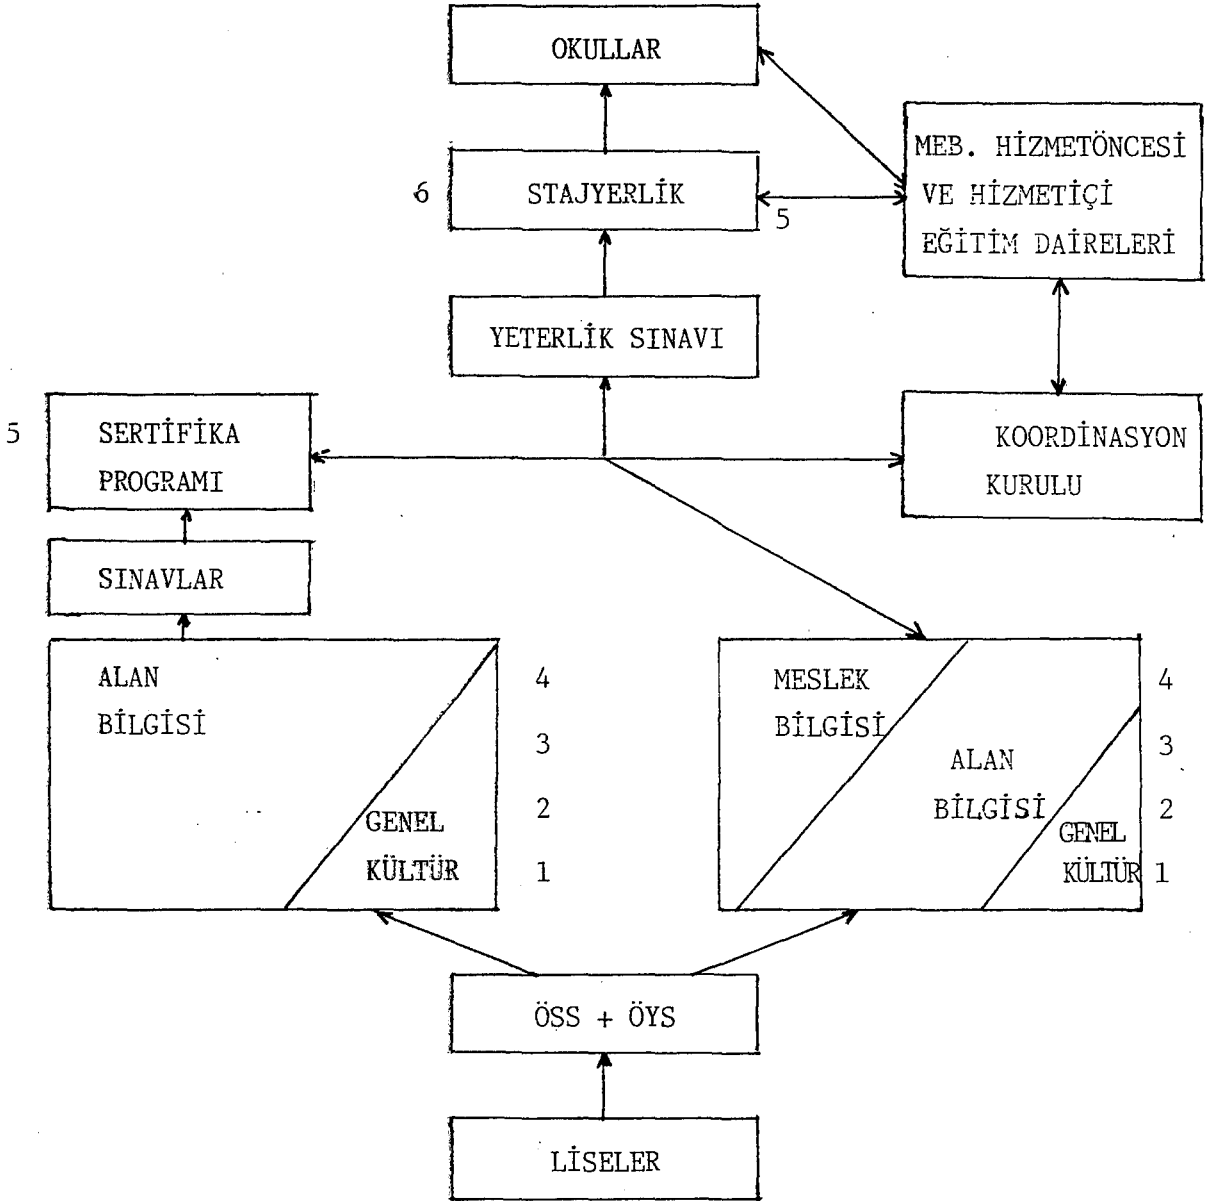 OKULLAR
MEB. HİZMETÖNCESİ
VE HİZMETİÇİ
EĞİTİM DAİRELERİ
6
STAJYERLİK
5
YETERLİK SINAVI
5
SERTİFİKA
PROGRAMI
KOORDİNASYON
KURULU
SINAVLAR
ALAN
BİLGİSİ
GENEL
KÜLTÜR
4
3
2
1
MESLEK
BİLGİSİ
ALAN
BİLGİSİ
GENEL
KÜLTÜR
4
3
2
1
ÖSS + ÖYS
LİSELER